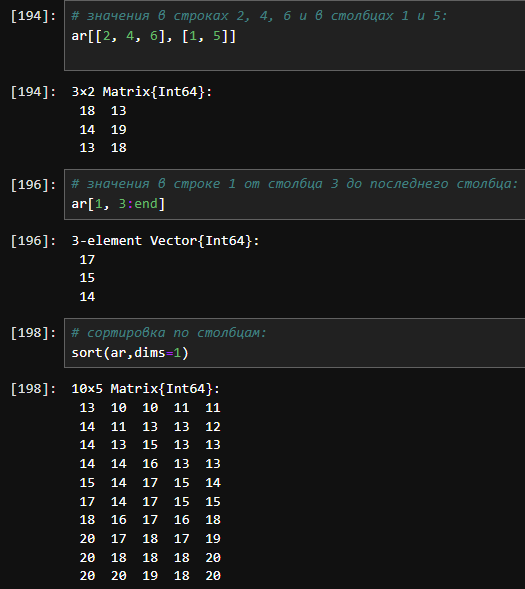 [194]: # значения в строках 2, 4, 6 и в столбцах 1 и 5:
ar[[2, 4, 6], [1, 5]]
[194]: 3×2 Matrix{Int64}:
18 13
14 19
13 18
[196]: # значения в строке 1 от столбца 3 до последнего столбца:
ar[1, 3:end]
[196]: 3-element Vector{Int64}:
17
15
14
[198]: # сортировка по столбцам:
sort(ar,dims=1)
[198]: 10×5 Matrix{Int64}:
13 10 10 11 11
14 11 13 13 12
14 13 15 13 13
14 14 16 13 13
15 14 17 15 14
17 14 17 15 15
18 16 17 16 18
20 17 18 17 19
20 18 18 18 20
20 20 19 18 20